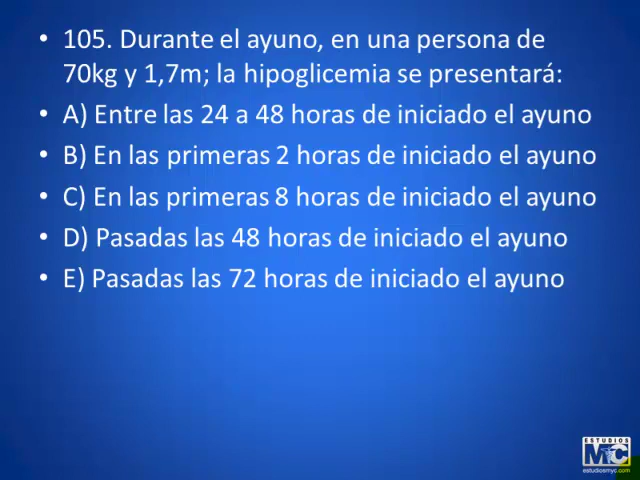 • 105. Durante el ayuno, en una persona de
70kg y 1,7m; la hipoglicemia se presentará:
• A) Entre las 24 a 48 horas de iniciado el ayuno
• B) En las primeras 2 horas de iniciado el ayuno
• C) En las primeras 8 horas de iniciado el ayuno
• D) Pasadas las 48 horas de iniciado el ayuno
• E) Pasadas las 72 horas de iniciado el ayuno
ESTUDIOS
MC
estudiosmyc.com